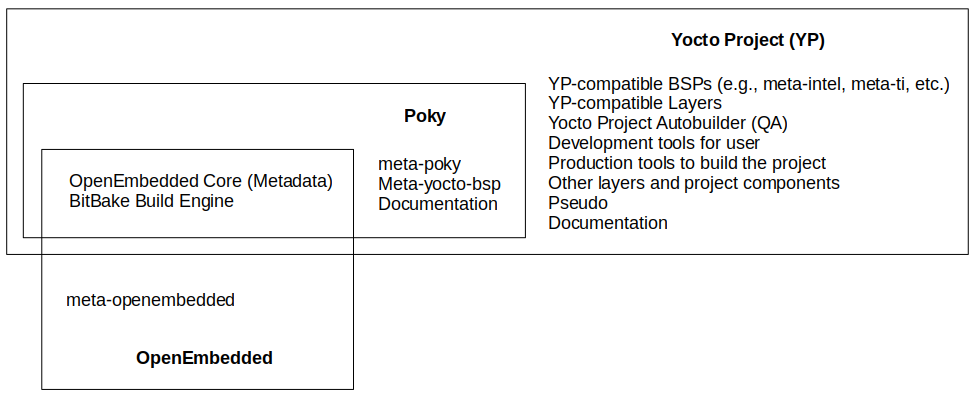 Yocto Project (YP)
YP-compatible BSPs (e.g., meta-intel, meta-ti, etc.)
YP-compatible Layers
Yocto Project Autobuilder (QA)
Development tools for user
Production tools to build the project
Other layers and project components
Pseudo
Documentation
Poky
meta-poky
Meta-yocto-bsp
Documentation
OpenEmbedded Core (Metadata)
BitBake Build Engine
meta-openembedded
OpenEmbedded